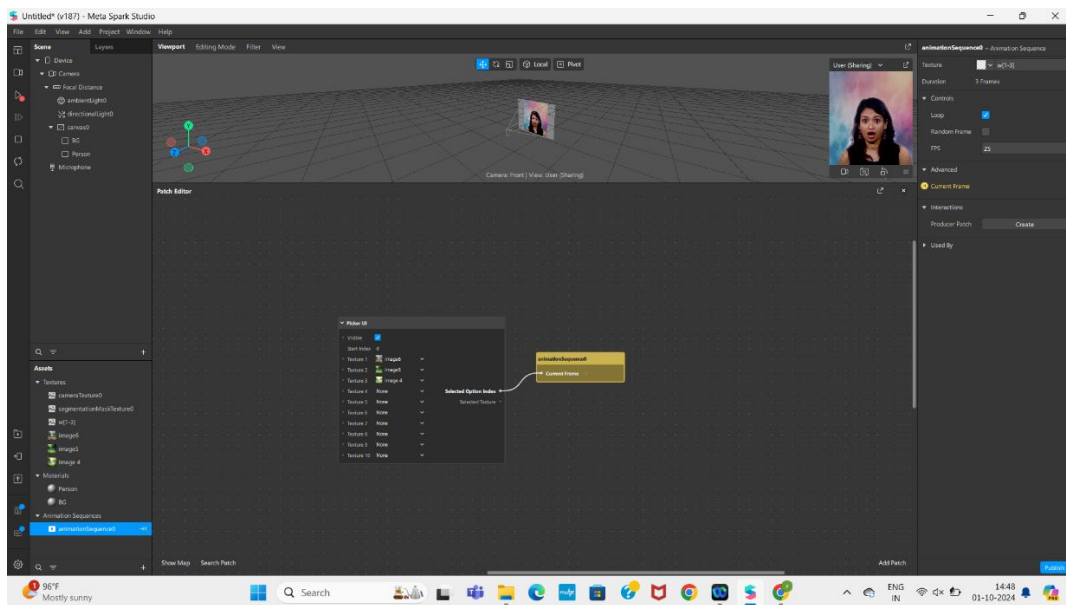 Untitled* (v187) - Meta Spark Studio
File Edit View Add Project Window Help
Scene Layers
Device
Camera
Focal Distance
ambientLight0
directionalLight0
canvas0
BG
Person
Microphone
Assets
Textures
cameraTexture0
segmentationMaskTexture0
w[1-3]
image6
image5
image 4
Materials
Person
BG
Animation Sequences
animationSequence0
Viewport Editing Mode Filter View
Local Pivot
User (Sharing)
Camera: Front | View: User (Sharing)
Patch Editor
Picker UI
Visible
Start Index 0
Texture 1 image6
Texture 2 image5
Texture 3 image 4
Texture 4 None
Texture 5 None
Texture 6 None
Texture 7 None
Texture 8 None
Texture 9 None
Texture 10 None
Selected Option Index
Selected Texture
animationSequence0
Current Frame
Show Map Search Patch
Add Patch
animationSequence0 – Animation Sequence
Texture w[1-3]
Duration 3 Frames
Controls
Loop
Random Frame
FPS 25
Advanced
Current Frame
Interactions
Producer Patch Create
Used By
Publish
1
96°F
Mostly sunny
Search
ENG
IN
14:48
01-10-2024